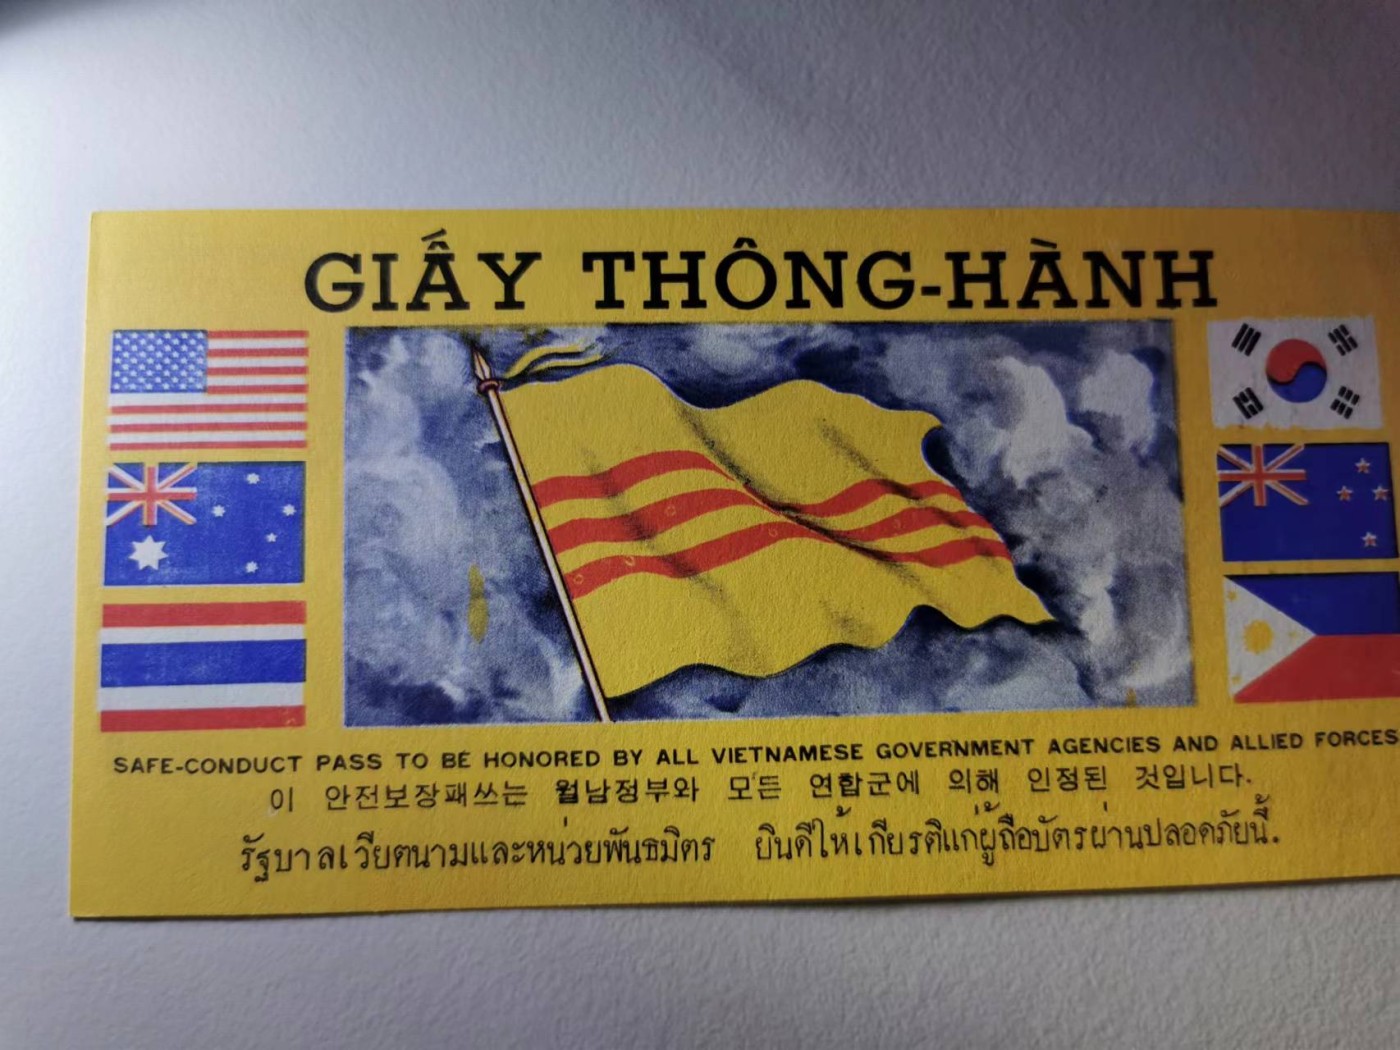 GIẤY THÔNG-HÀNH
SAFE-CONDUCT PASS TO BE HONORED BY ALL VIETNAMESE GOVERNMENT AGENCIES AND ALLIED FORCES
이 안전보장패쓰는 월남정부와 모든 연합군에 의해 인정된 것입니다.
รัฐบาลเวียตนามและหน่วยพันธมิตร ยินดีให้เกียรติแก่ผู้ถือบัตรผ่านปลอดภัยนี้.